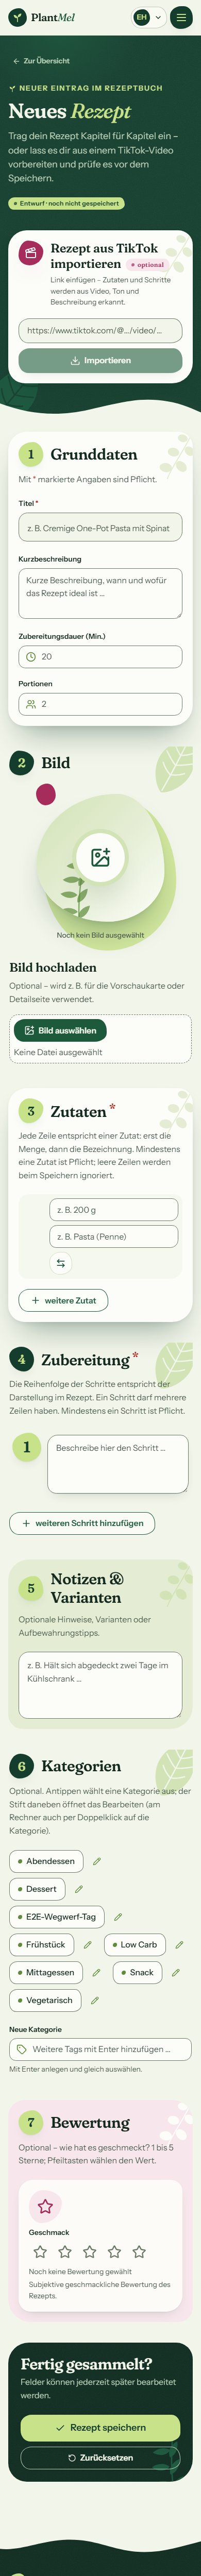 PlantMel
EH
Zur Übersicht
NEUER EINTRAG IM REZEPTBUCH
Neues Rezept
Trag dein Rezept Kapitel für Kapitel ein –
oder lass es dir aus einem TikTok-Video
vorbereiten und prüfe es vor dem
Speichern.
Entwurf · noch nicht gespeichert
Rezept aus TikTok
importieren optional
Link einfügen – Zutaten und Schritte
werden aus Video, Ton und
Beschreibung erkannt.
https://www.tiktok.com/@.../video/...
Importieren
1 Grunddaten
Mit * markierte Angaben sind Pflicht.
Titel *
z. B. Cremige One-Pot Pasta mit Spinat
Kurzbeschreibung
Kurze Beschreibung, wann und wofür
das Rezept ideal ist ...
Zubereitungsdauer (Min.)
20
Portionen
2
2 Bild
Noch kein Bild ausgewählt
Bild hochladen
Optional – wird z. B. für die Vorschaukarte oder
Detailseite verwendet.
Bild auswählen
Keine Datei ausgewählt
3 Zutaten *
Jede Zeile entspricht einer Zutat: erst die
Menge, dann die Bezeichnung. Mindestens
eine Zutat ist Pflicht; leere Zeilen werden
beim Speichern ignoriert.
z. B. 200 g
z. B. Pasta (Penne)
weitere Zutat
4 Zubereitung *
Die Reihenfolge der Schritte entspricht der
Darstellung im Rezept. Ein Schritt darf mehrere
Zeilen haben. Mindestens ein Schritt ist Pflicht.
1
Beschreibe hier den Schritt ...
weiteren Schritt hinzufügen
5 Notizen &
Varianten
Optionale Hinweise, Varianten oder
Aufbewahrungstipps.
z. B. Hält sich abgedeckt zwei Tage im
Kühlschrank ...
6 Kategorien
Optional. Antippen wählt eine Kategorie aus; der
Stift daneben öffnet das Bearbeiten (am
Rechner auch per Doppelklick auf die
Kategorie).
Abendessen
Dessert
E2E-Wegwerf-Tag
Frühstück Low Carb
Mittagessen Snack
Vegetarisch
Neue Kategorie
Weitere Tags mit Enter hinzufügen ...
Mit Enter anlegen und gleich auswählen.
7 Bewertung
Optional – wie hat es geschmeckt? 1 bis 5
Sterne; Pfeiltasten wählen den Wert.
Geschmack
Noch keine Bewertung gewählt
Subjektive geschmackliche Bewertung des
Rezepts.
Fertig gesammelt?
Felder können jederzeit später bearbeitet
werden.
Rezept speichern
Zurücksetzen